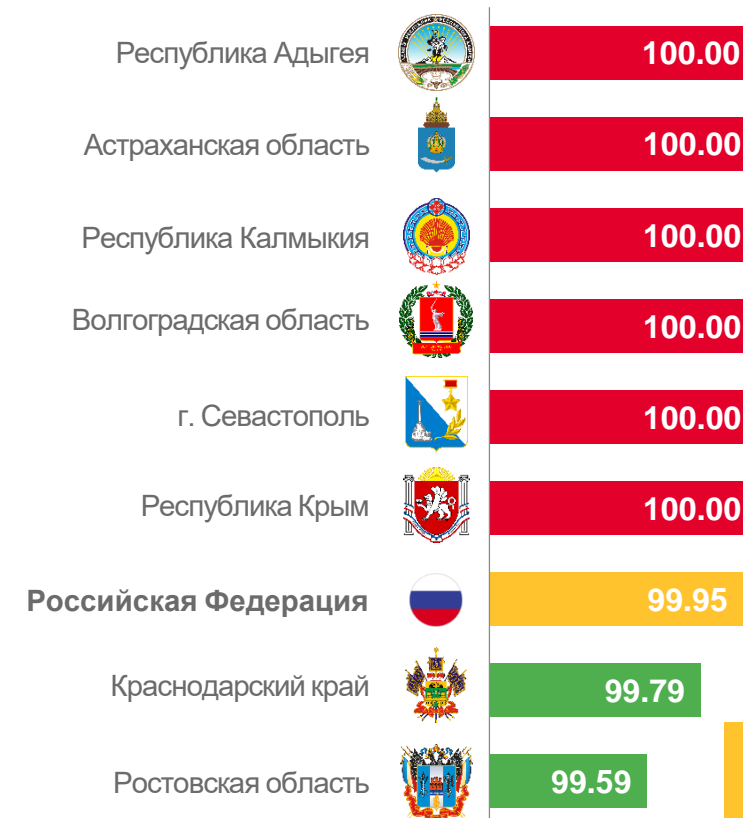 Республика Адыгея 100.00
Астраханская область 100.00
Республика Калмыкия 100.00
Волгоградская область 100.00
г. Севастополь 100.00
Республика Крым 100.00
Российская Федерация 99.95
Краснодарский край 99.79
Ростовская область 99.59